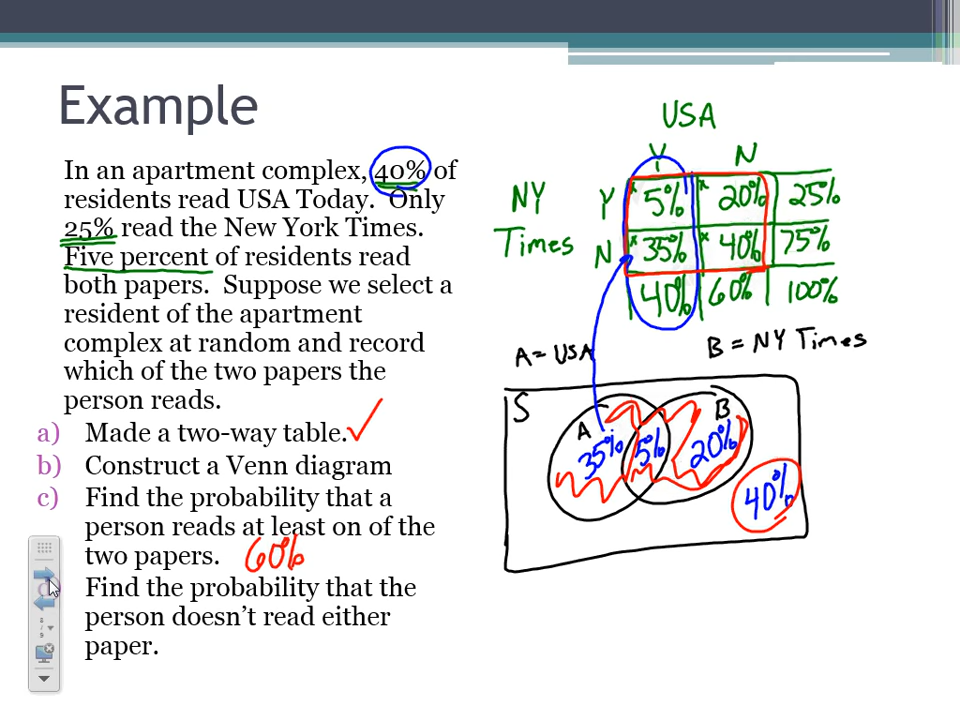 Example
In an apartment complex, 40% of
residents read USA Today.  Only
25% read the New York Times.
Five percent of residents read
both papers.  Suppose we select a
resident of the apartment
complex at random and record
which of the two papers the
person reads.
a) Made a two-way table.
b) Construct a Venn diagram
c) Find the probability that a
person reads at least on of the
two papers. 60%
d) Find the probability that the
person doesn't read either
paper.
USA
Y N
NY Y 5% 20% 25%
Times N 35% 40% 75%
40% 60% 100%
A = USA B = NY Times
S
A B
35% 5% 20%
40%